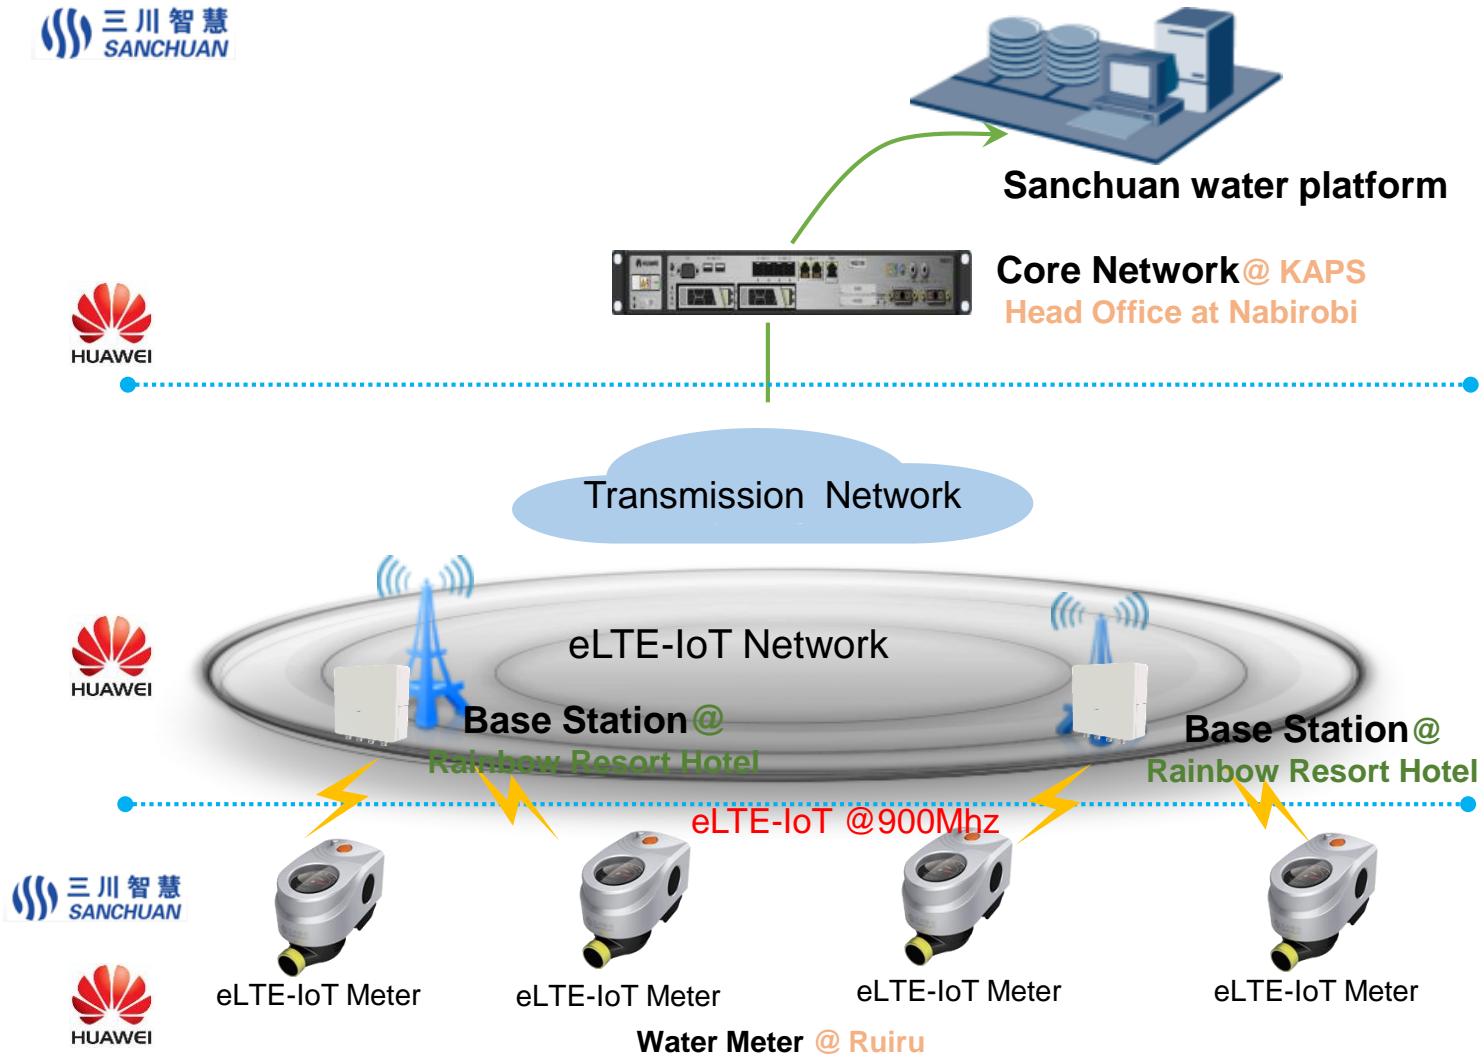 三川智慧
SANCHUAN
Sanchuan water platform
Core Network@ KAPS
Head Office at Nabirobi
HUAWEI
HUAWEI
Transmission Network
eLTE-IoT Network
HUAWEI
Base Station@
Rainbow Resort Hotel
Base Station@
Rainbow Resort Hotel
eLTE-IoT @900Mhz
三川智慧
SANCHUAN
eLTE-IoT Meter
eLTE-IoT Meter
eLTE-IoT Meter
eLTE-IoT Meter
HUAWEI
Water Meter @ Ruiru